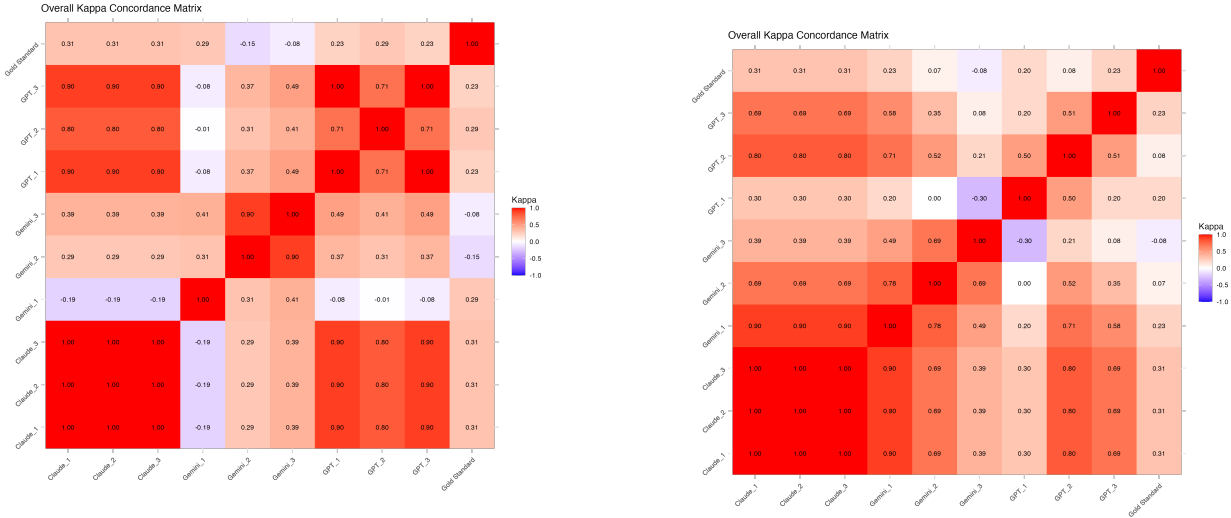 Overall Kappa Concordance Matrix
Gold Standard 0.31 0.31 0.31 0.29 -0.15 -0.08 0.23 0.29 0.23 1.00
GPT_3 0.90 0.90 0.90 -0.08 0.37 0.49 1.00 0.71 1.00 0.23
GPT_2 0.80 0.80 0.80 -0.01 0.31 0.41 0.71 1.00 0.71 0.29
GPT_1 0.90 0.90 0.90 -0.08 0.37 0.49 1.00 0.71 1.00 0.23
Gemini_3 0.39 0.39 0.39 0.41 0.90 1.00 0.49 0.41 0.49 -0.08
Gemini_2 0.29 0.29 0.29 0.31 1.00 0.90 0.37 0.31 0.37 -0.15
Gemini_1 -0.19 -0.19 -0.19 1.00 0.31 0.41 -0.08 -0.01 -0.08 0.29
Claude_3 1.00 1.00 1.00 -0.19 0.29 0.39 0.90 0.80 0.90 0.31
Claude_2 1.00 1.00 1.00 -0.19 0.29 0.39 0.90 0.80 0.90 0.31
Claude_1 1.00 1.00 1.00 -0.19 0.29 0.39 0.90 0.80 0.90 0.31
Claude_1 Claude_2 Claude_3 Gemini_1 Gemini_2 Gemini_3 GPT_1 GPT_2 GPT_3 Gold Standard
Kappa
1.0
0.5
0.0
-0.5
-1.0
Overall Kappa Concordance Matrix
Gold Standard 0.31 0.31 0.31 0.23 0.07 -0.08 0.20 0.08 0.23 1.00
GPT_3 0.69 0.69 0.69 0.58 0.35 0.08 0.20 0.51 1.00 0.23
GPT_2 0.80 0.80 0.80 0.71 0.52 0.21 0.50 1.00 0.51 0.08
GPT_1 0.30 0.30 0.30 0.20 0.00 -0.30 1.00 0.50 0.20 0.20
Gemini_3 0.39 0.39 0.39 0.49 0.69 1.00 -0.30 0.21 0.08 -0.08
Gemini_2 0.69 0.69 0.69 0.78 1.00 0.69 0.00 0.52 0.35 0.07
Gemini_1 0.90 0.90 0.90 1.00 0.78 0.49 0.20 0.71 0.58 0.23
Claude_3 1.00 1.00 1.00 0.90 0.69 0.39 0.30 0.80 0.69 0.31
Claude_2 1.00 1.00 1.00 0.90 0.69 0.39 0.30 0.80 0.69 0.31
Claude_1 1.00 1.00 1.00 0.90 0.69 0.39 0.30 0.80 0.69 0.31
Claude_1 Claude_2 Claude_3 Gemini_1 Gemini_2 Gemini_3 GPT_1 GPT_2 GPT_3 Gold Standard
Kappa
1.0
0.5
0.0
-0.5
-1.0